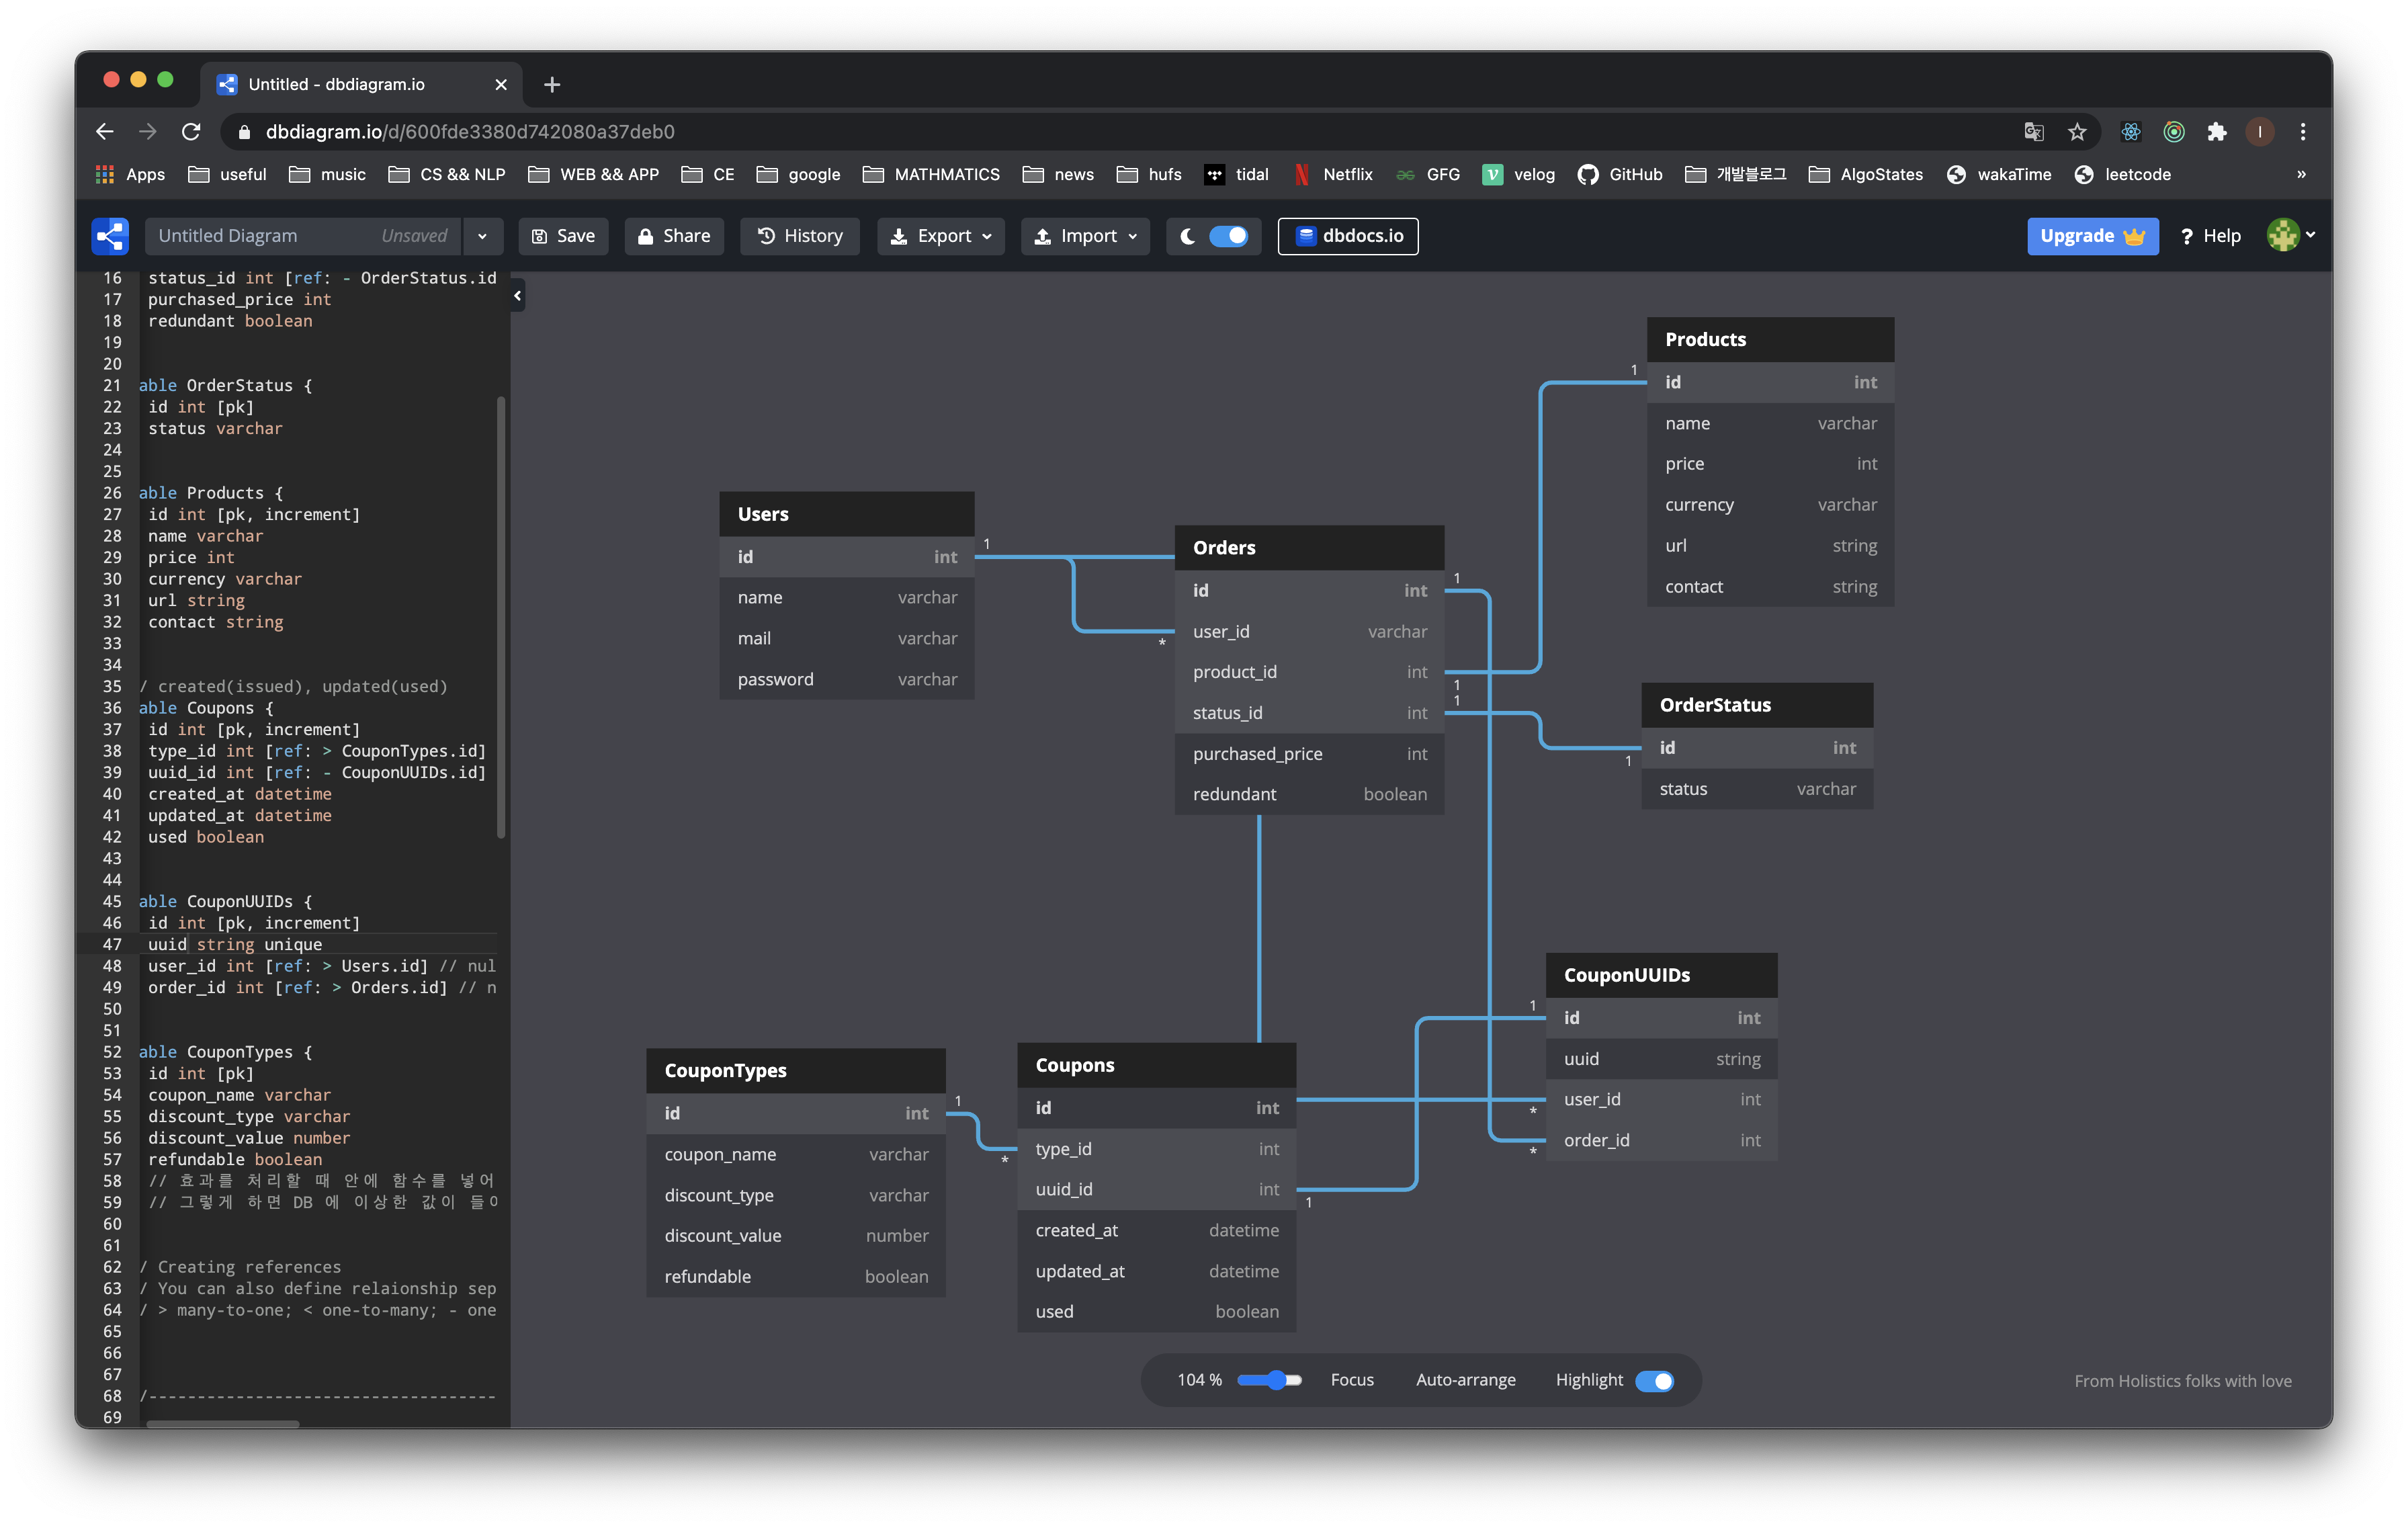 Untitled - dbdiagram.io
dbdiagram.io/d/600fde3380d742080a37deb0
I
Apps useful music CS && NLP WEB && APP CE google MATHMATICS news hufs tidal Netflix GFG velog GitHub 개발블로그 AlgoStates wakaTime leetcode »
Untitled Diagram Unsaved Save Share History Export Import dbdocs.io Upgrade ? Help
16 status_id int [ref: - OrderStatus.id
17 purchased_price int
18 redundant boolean
19
20
21 able OrderStatus {
22 id int [pk]
23 status varchar
24
25
26 able Products {
27 id int [pk, increment]
28 name varchar
29 price int
30 currency varchar
31 url string
32 contact string
33
34
35 / created(issued), updated(used)
36 able Coupons {
37 id int [pk, increment]
38 type_id int [ref: > CouponTypes.id]
39 uuid_id int [ref: - CouponUUIDs.id]
40 created_at datetime
41 updated_at datetime
42 used boolean
43
44
45 able CouponUUIDs {
46 id int [pk, increment]
47 uuid string unique
48 user_id int [ref: > Users.id] // nul
49 order_id int [ref: > Orders.id] // n
50
51
52 able CouponTypes {
53 id int [pk]
54 coupon_name varchar
55 discount_type varchar
56 discount_value number
57 refundable boolean
58 // 효과를 처리할 때 안에 함수를 넣어
59 // 그렇게 하면 DB 에 이상한 값이 들어
60
61
62 / Creating references
63 / You can also define relaionship sep
64 / > many-to-one; < one-to-many; - one
65
66
67
68 /------------------------------------
69
Products
id int
name varchar
price int
currency varchar
url string
contact string
Users
id int
name varchar
mail varchar
password varchar
Orders
id int
user_id varchar
product_id int
status_id int
purchased_price int
redundant boolean
OrderStatus
id int
status varchar
CouponUUIDs
id int
uuid string
user_id int
order_id int
CouponTypes
id int
coupon_name varchar
discount_type varchar
discount_value number
refundable boolean
Coupons
id int
type_id int
uuid_id int
created_at datetime
updated_at datetime
used boolean
1
1
*
1
1
1
1
1
*
*
1
*
1
104 % Focus Auto-arrange Highlight
From Holistics folks with love